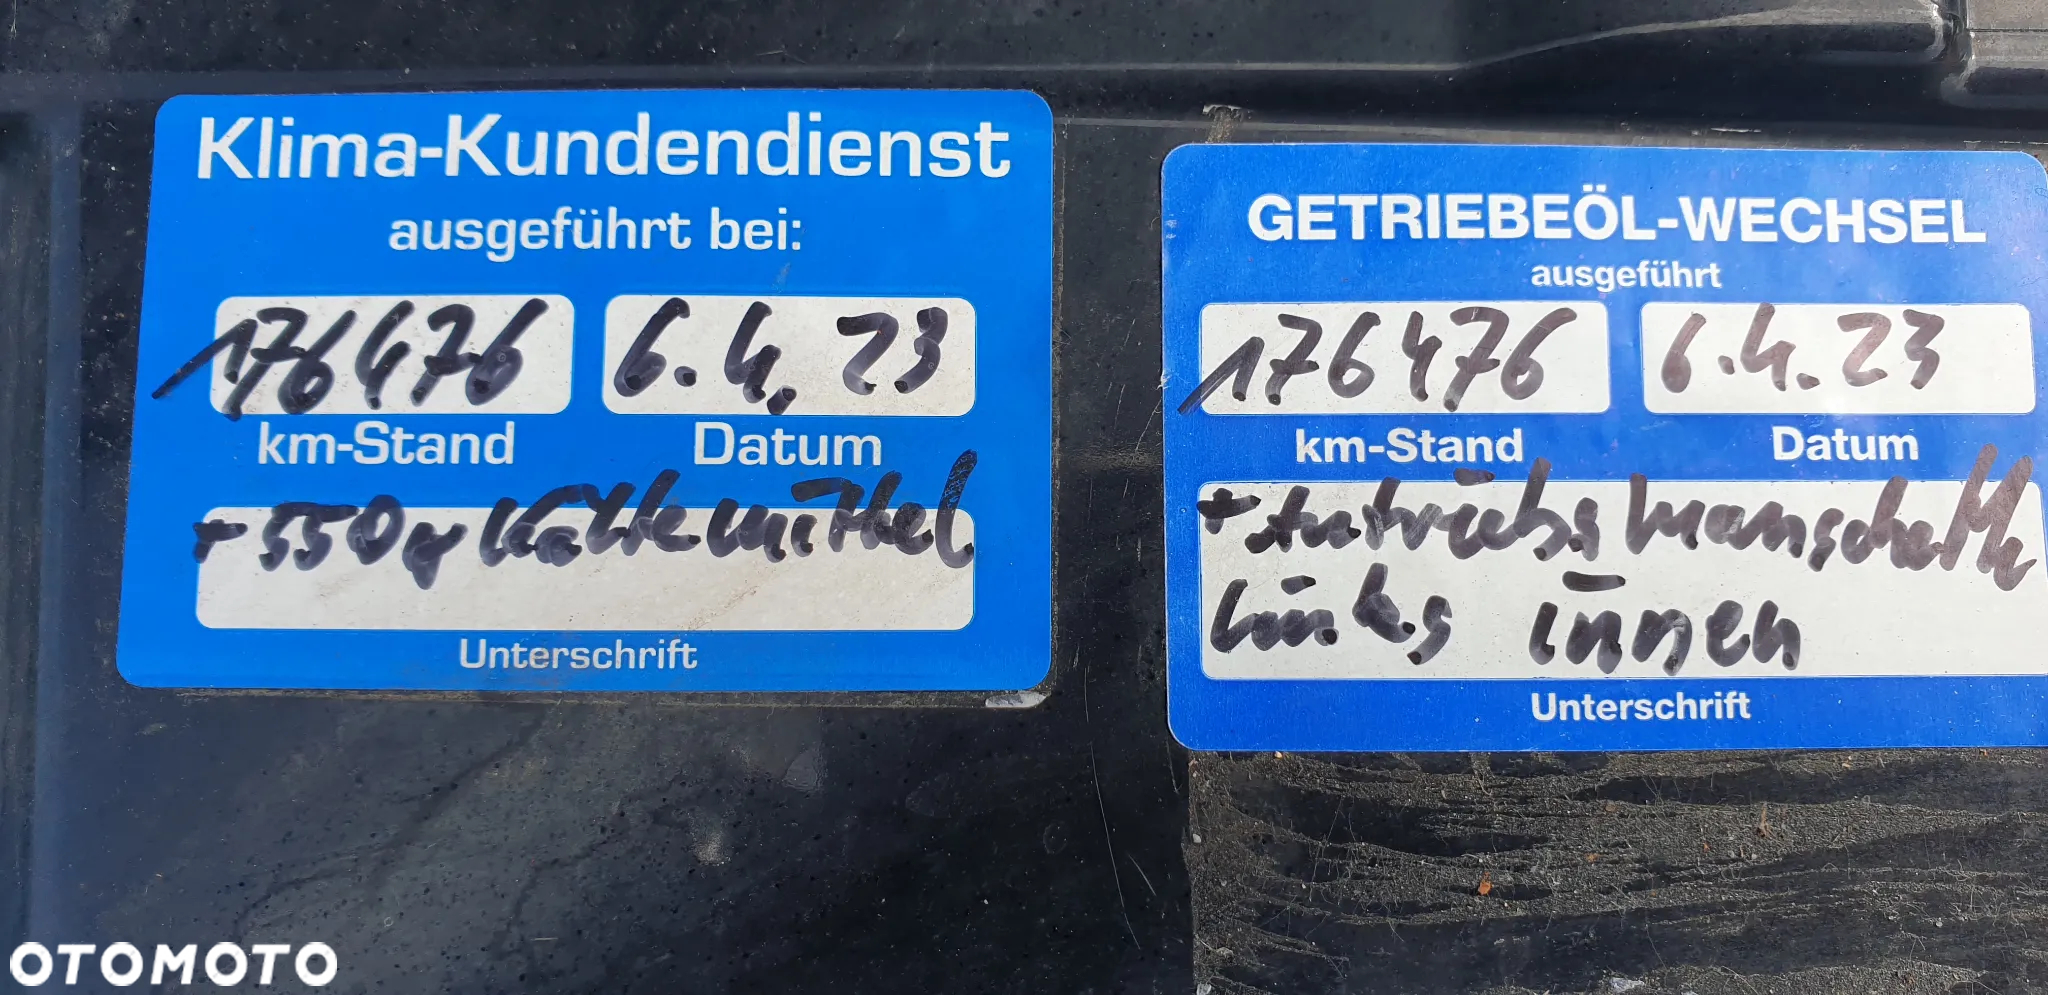 Klima-Kundendienst
ausgeführt bei:
176476 6.4.23
km-Stand Datum
+ 550g Kältemittel
Unterschrift
GETRIEBEÖL-WECHSEL
ausgeführt
176476 6.4.23
km-Stand Datum
+ Antriebsmanschette
links innen
Unterschrift
OTOMOTO